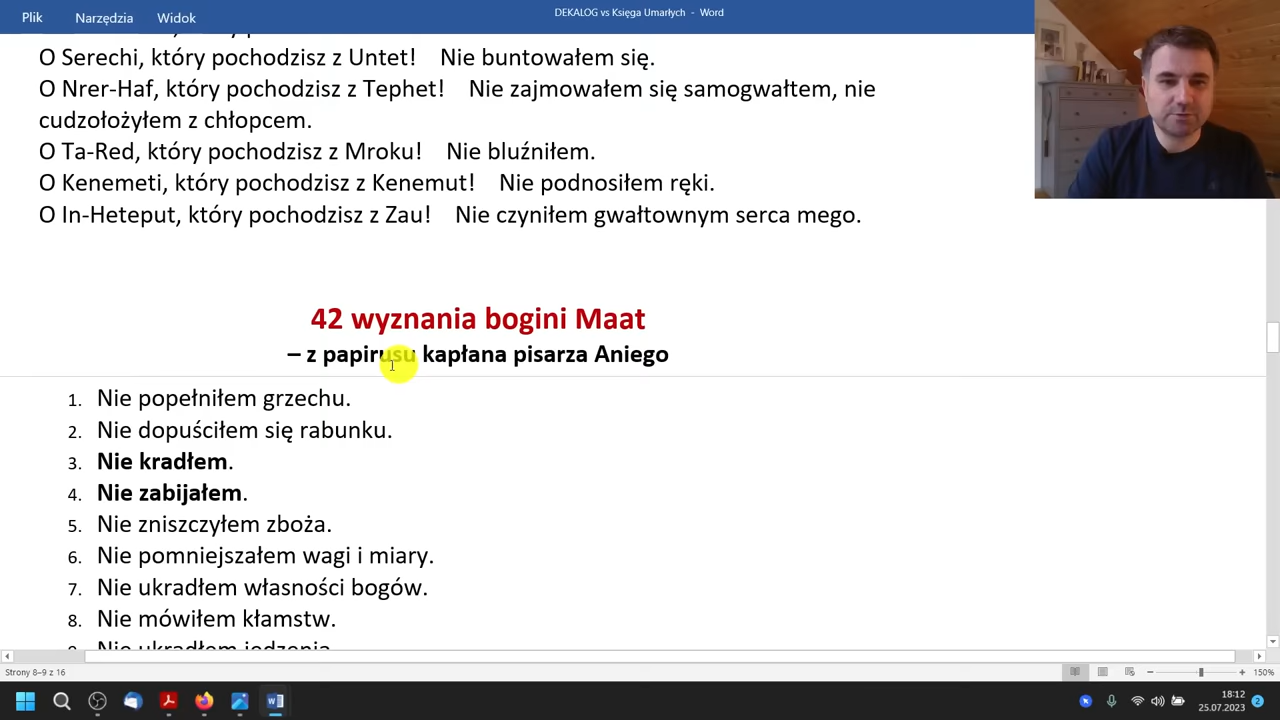 Plik Narzędzia Widok
DEKALOG vs Księga Umarłych - Word
O Serechi, który pochodzisz z Untet! Nie buntowałem się.
O Nrer-Haf, który pochodzisz z Tephet! Nie zajmowałem się samogwałtem, nie
cudzołożyłem z chłopcem.
O Ta-Red, który pochodzisz z Mroku! Nie bluźniłem.
O Kenemeti, który pochodzisz z Kenemut! Nie podnosiłem ręki.
O In-Heteput, który pochodzisz z Zau! Nie czyniłem gwałtownym serca mego.
42 wyznania bogini Maat
– z papirusu kapłana pisarza Aniego
1. Nie popełniłem grzechu.
2. Nie dopuściłem się rabunku.
3. Nie kradłem.
4. Nie zabijałem.
5. Nie zniszczyłem zboża.
6. Nie pomniejszałem wagi i miary.
7. Nie ukradłem własności bogów.
8. Nie mówiłem kłamstw.
9. Nie ukradłem jedzenia.
Strony 8–9 z 16
150%
18:12
25.07.2023
2